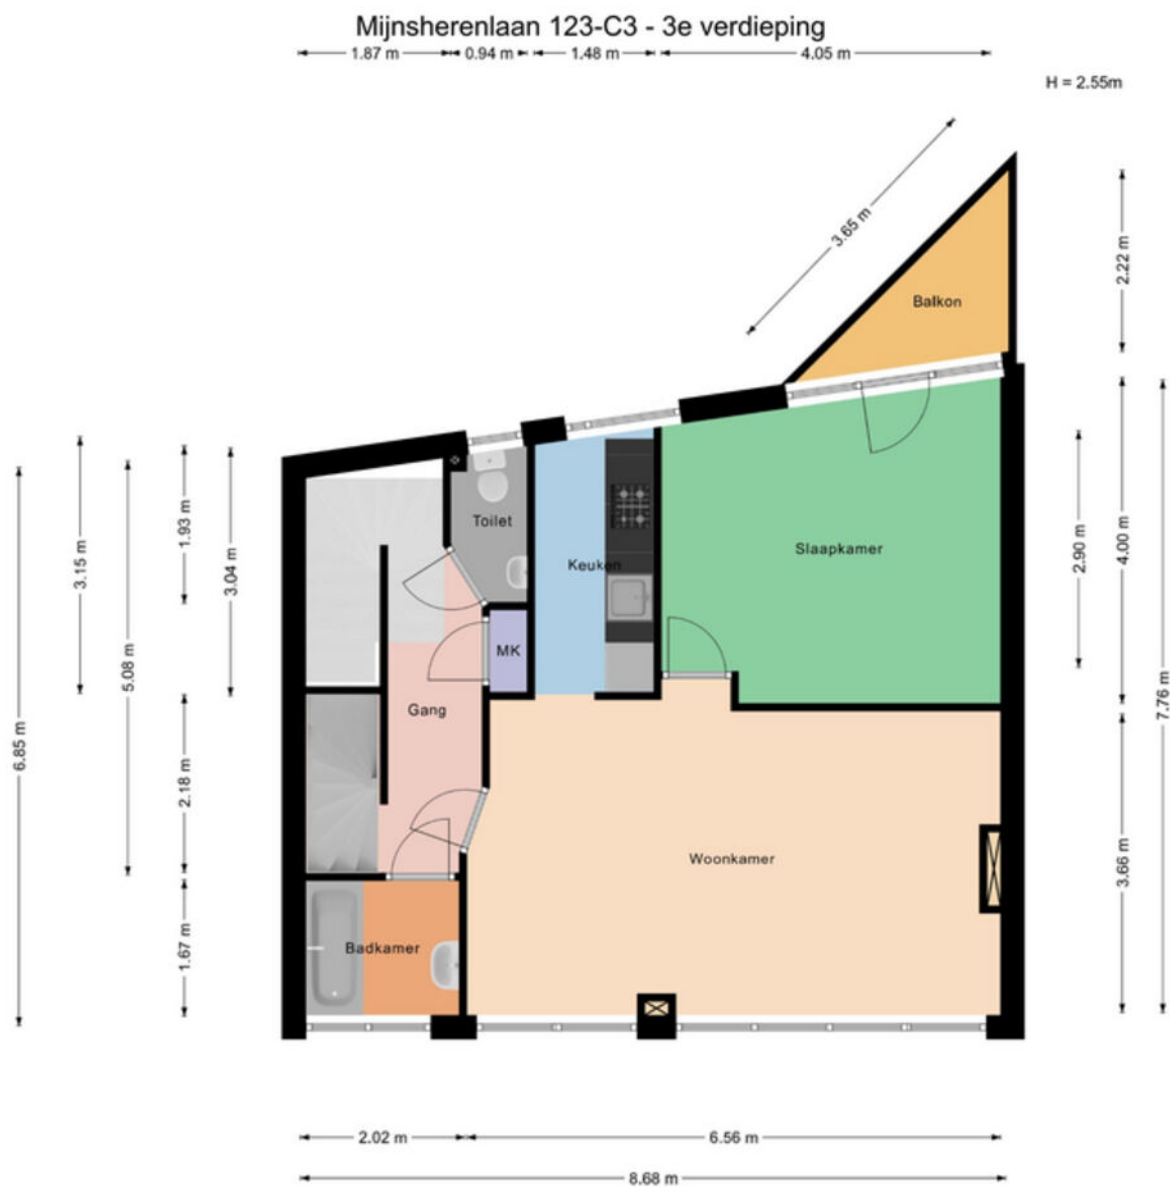 Mijnsherenlaan 123-C3 - 3e verdieping
1.87 m 0.94 m 1.48 m 4.05 m
H = 2.55m
3.65 m
2.22 m
Balkon
Toilet
Keuken
Slaapkamer
1.93 m
3.15 m
3.04 m
2.90 m
4.00 m
MK
5.08 m
7.76 m
Gang
6.85 m
2.18 m
Woonkamer
3.66 m
Badkamer
1.67 m
2.02 m 6.56 m
8.68 m